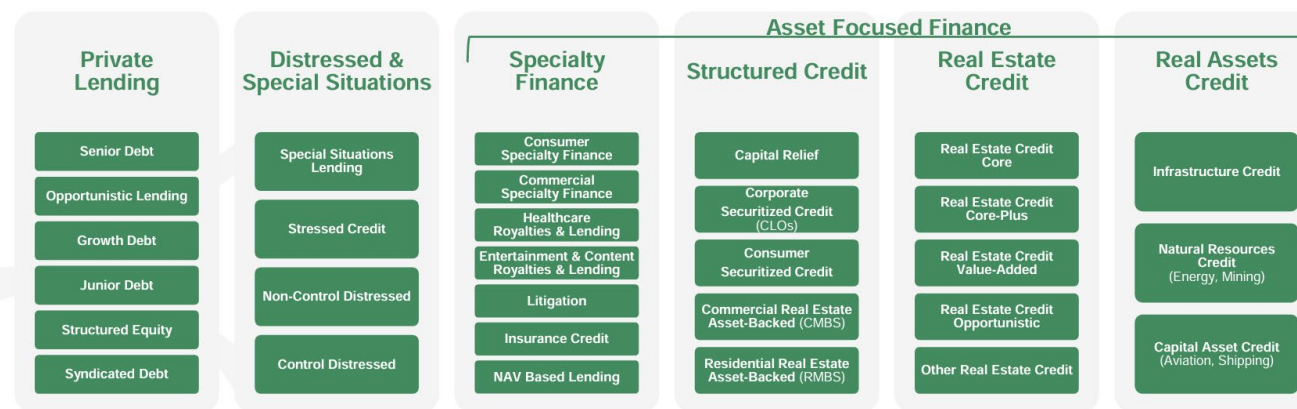 Asset Focused Finance
Private
Lending
Senior Debt
Opportunistic Lending
Growth Debt
Junior Debt
Structured Equity
Syndicated Debt
Distressed &
Special Situations
Special Situations
Lending
Stressed Credit
Non-Control Distressed
Control Distressed
Specialty
Finance
Consumer
Specialty Finance
Commercial
Specialty Finance
Healthcare
Royalties & Lending
Entertainment & Content
Royalties & Lending
Litigation
Insurance Credit
NAV Based Lending
Structured Credit
Capital Relief
Corporate
Securitized Credit
(CLOs)
Consumer
Securitized Credit
Commercial Real Estate
Asset-Backed (CMBS)
Residential Real Estate
Asset-Backed (RMBS)
Real Estate
Credit
Real Estate Credit
Core
Real Estate Credit
Core-Plus
Real Estate Credit
Value-Added
Real Estate Credit
Opportunistic
Other Real Estate Credit
Real Assets
Credit
Infrastructure Credit
Natural Resources
Credit
(Energy, Mining)
Capital Asset Credit
(Aviation, Shipping)